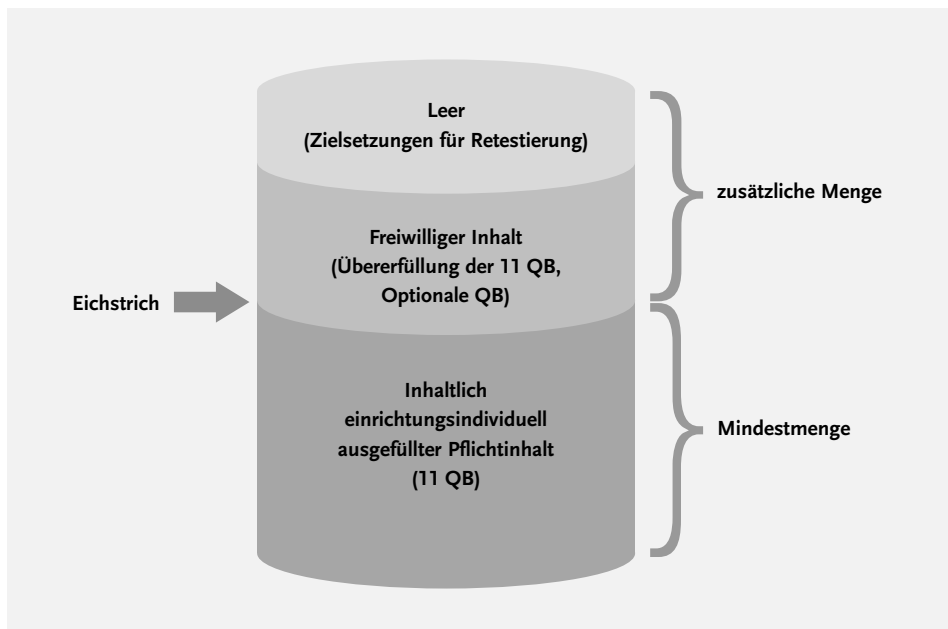 Leer
(Zielsetzungen für Retestierung)
zusätzliche Menge
Freiwilliger Inhalt
(Übererfüllung der 11 QB,
Optionale QB)
Eichstrich
Inhaltlich
einrichtungsindividuell
ausgefüllter Pflichtinhalt
(11 QB)
Mindestmenge